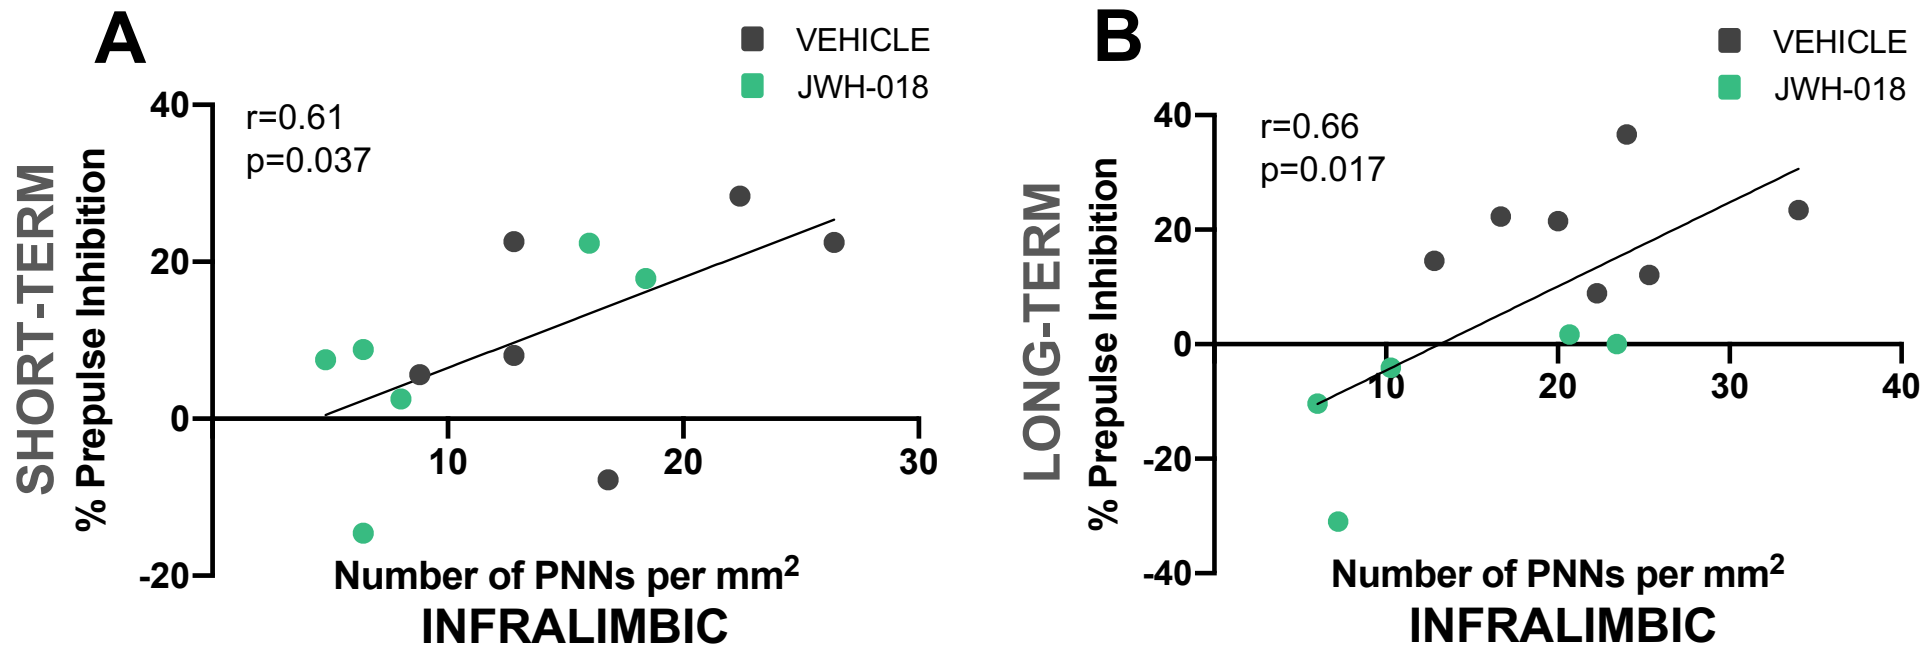 A
VEHICLE
JWH-018
r=0.61
p=0.037
SHORT-TERM
% Prepulse Inhibition
40
20
0
-20
10
20
30
Number of PNNs per mm²
INFRALIMBIC
B
VEHICLE
JWH-018
r=0.66
p=0.017
LONG-TERM
% Prepulse Inhibition
40
20
0
-20
-40
10
20
30
40
Number of PNNs per mm²
INFRALIMBIC